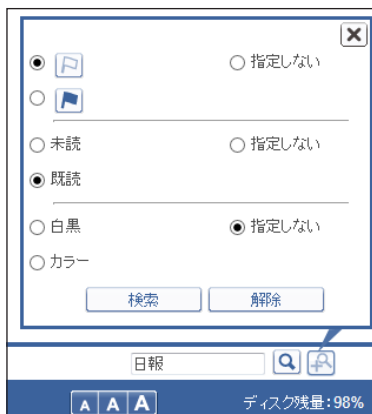 指定しない
未読 指定しない
既読
白黒 指定しない
カラー
検索 解除
日報
A A A ディスク残量:98%